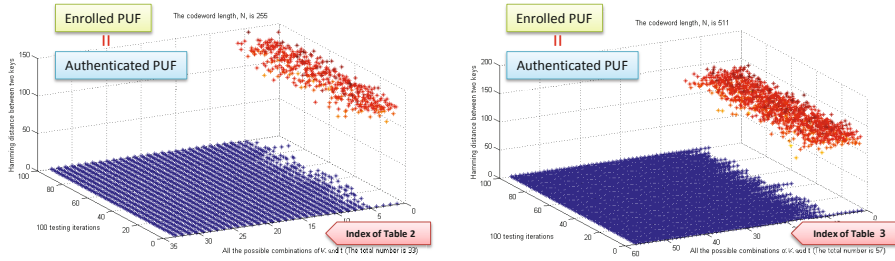 Enrolled PUF
The codeword length, N, is 255
=
Authenticated PUF
Hamming distance between two keys
150
100
50
0
100
80
60
40
20
0
100 testing iterations
35
30
25
20
15
10
5
0
Index of Table 2
All the possible combinations of K and t (The total number is 33)
Enrolled PUF
The codeword length, N, is 511
=
Authenticated PUF
Hamming distance between two keys
200
150
100
50
0
100
80
60
40
20
0
100 testing iterations
60
50
40
30
20
0
Index of Table 3
All the possible combinations of K and t (The total number is 57)